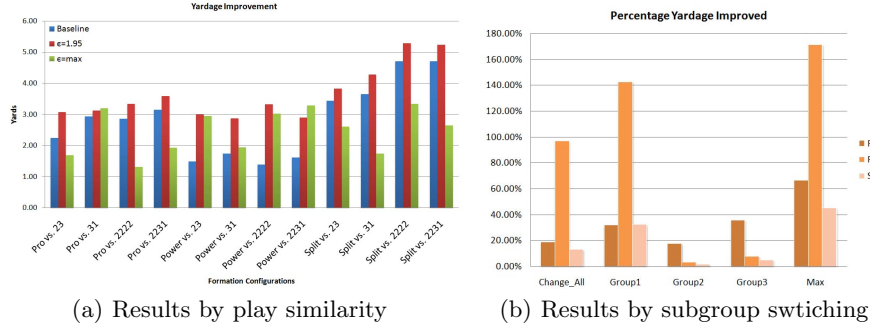 Yardage Improvement
6.00
5.00
4.00
3.00
2.00
1.00
0.00
Yards
Baseline
ϵ=1.95
ϵ=max
Pro vs. 23
Pro vs. 31
Pro vs. 2222
Pro vs. 2231
Power vs. 23
Power vs. 31
Power vs. 2222
Power vs. 2231
Split vs. 23
Split vs. 31
Split vs. 2222
Split vs. 2231
Formation Configurations
(a) Results by play similarity
Percentage Yardage Improved
180.00%
160.00%
140.00%
120.00%
100.00%
80.00%
60.00%
40.00%
20.00%
0.00%
Change_All
Group1
Group2
Group3
Max
(b) Results by subgroup swtiching